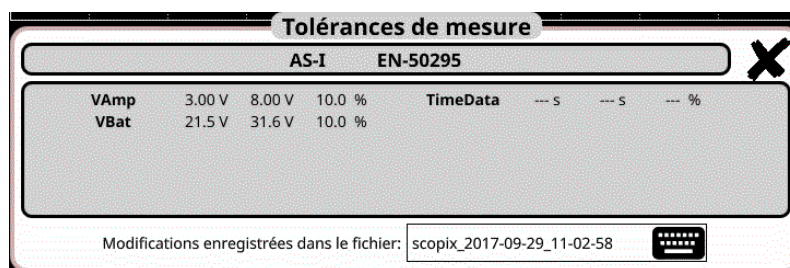 Tolérances de mesure
AS-I EN-50295
VAmp 3.00 V 8.00 V 10.0 % TimeData --- s --- s --- %
VBat 21.5 V 31.6 V 10.0 %
Modifications enregistrées dans le fichier: scopix_2017-09-29_11-02-58